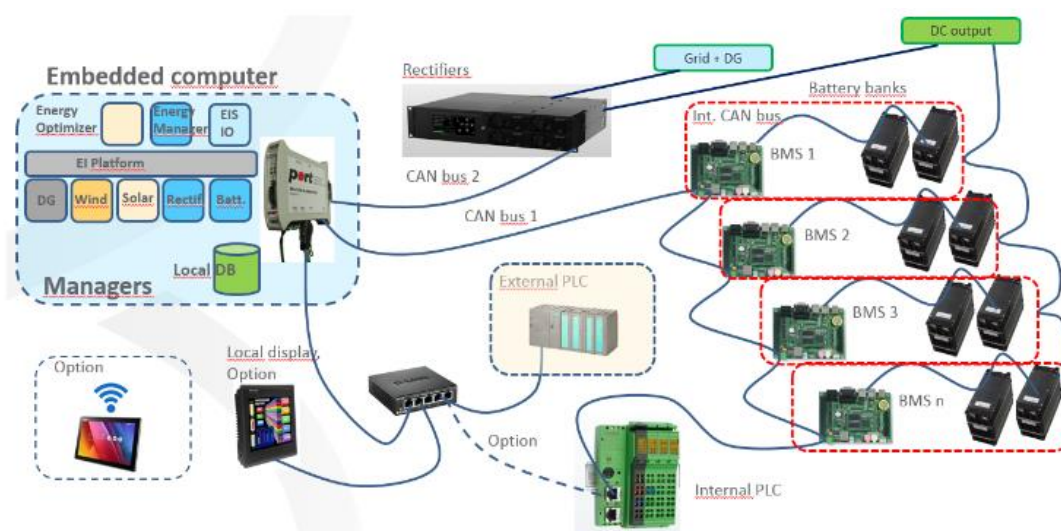 DC output
Grid + DG
Embedded computer
Rectifiers
Battery banks
Energy
Optimizer
Energy
Manager
EIS
IO
Int. CAN bus
BMS 1
EI Platform
port
CAN bus 2
DG
Wind
Solar
Rectif
Batt.
CAN bus 1
BMS 2
Local DB
Managers
External PLC
BMS 3
Option
Local display,
Option
BMS n
Option
Internal PLC